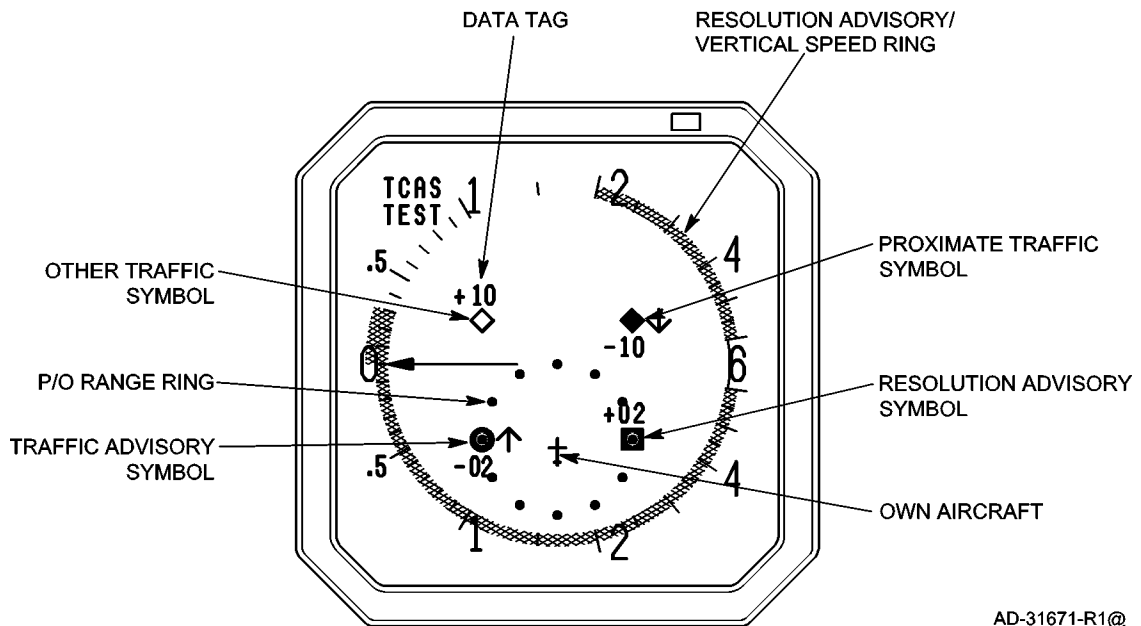 DATA TAG
RESOLUTION ADVISORY/
VERTICAL SPEED RING
TCAS
TEST
1
2
.5
4
OTHER TRAFFIC
SYMBOL
+10
PROXIMATE TRAFFIC
SYMBOL
-10
0
6
P/O RANGE RING
RESOLUTION ADVISORY
SYMBOL
+02
TRAFFIC ADVISORY
SYMBOL
-02
.5
4
OWN AIRCRAFT
1
2
AD-31671-R1@